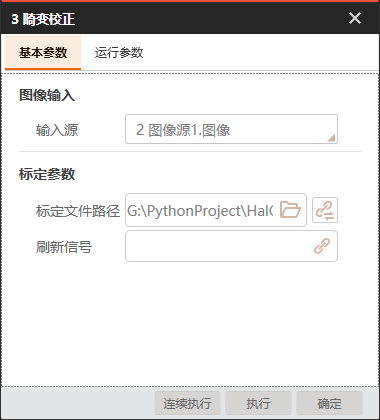 3 畸变校正
基本参数 运行参数
图像输入
输入源 2 图像源1.图像
标定参数
标定文件路径 G:\PythonProject\Hal
刷新信号
连续执行 执行 确定